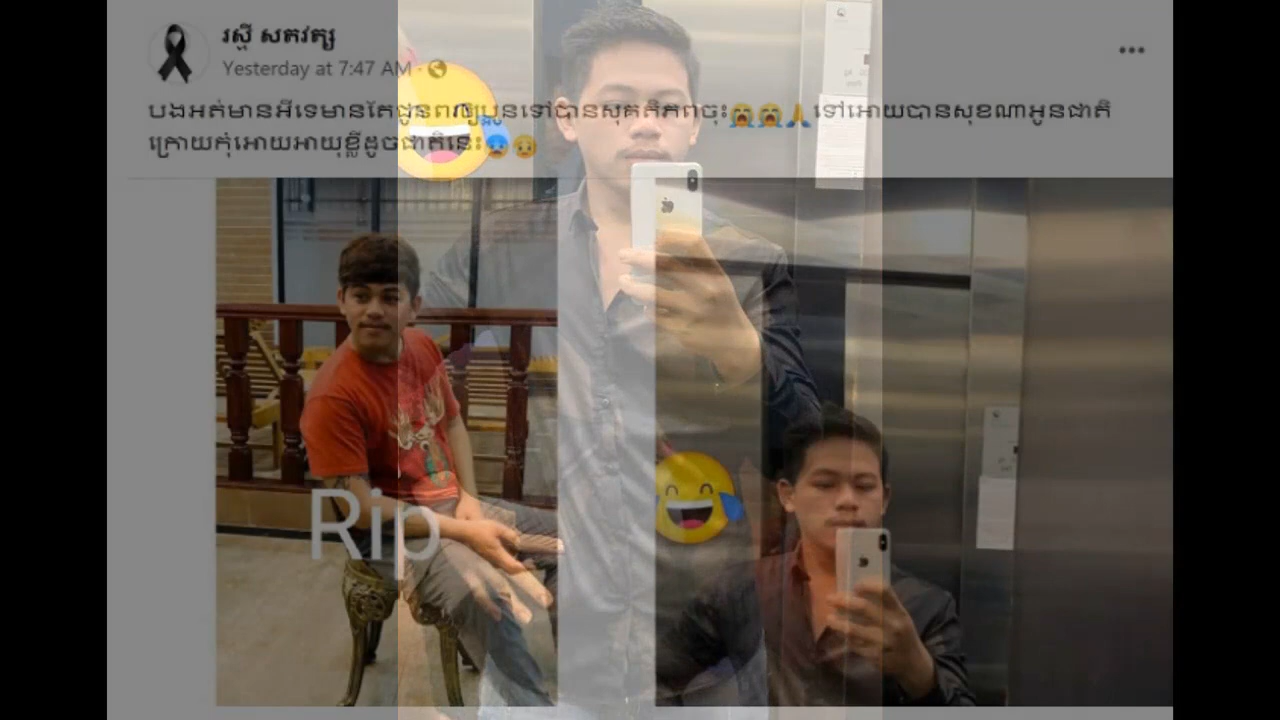 រស្មី សតវត្ស
Yesterday at 7:47 AM ·
បងអត់មានអីទេមានតែជូនពរឲ្យប្អូនទៅបានសុគតិភពចុះ😭😭🙏ទៅអោយបានសុខណាអូនជាតិ
ក្រោយកុំអោយអាយុខ្លីដូចជាតិនេះ😰😥
Rip